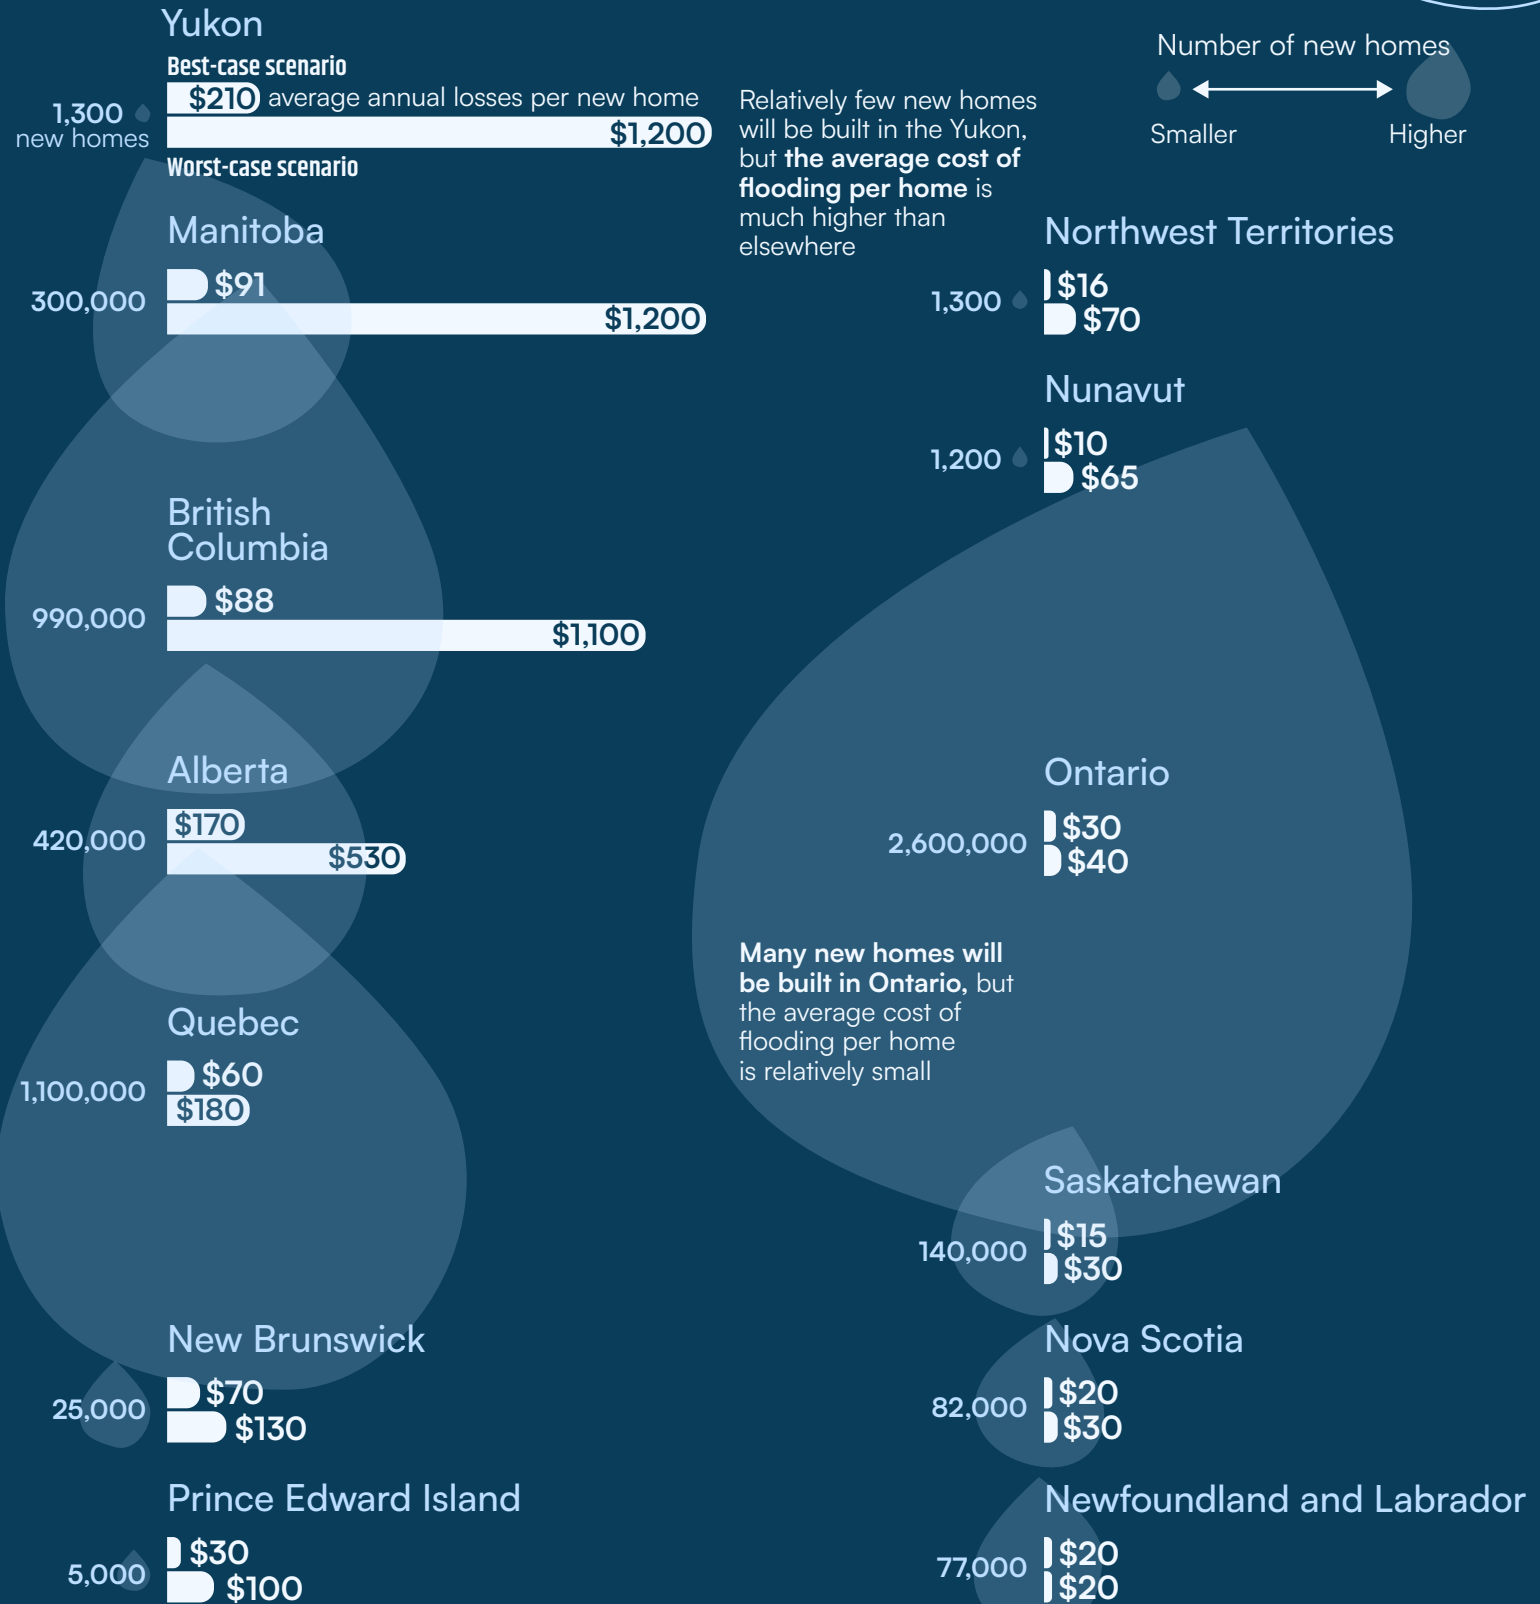 Yukon
Best-case scenario
$210 average annual losses per new home
1,300
new homes
$1,200
Worst-case scenario
Relatively few new homes
will be built in the Yukon,
but the average cost of
flooding per home is
much higher than
elsewhere
Number of new homes
Smaller
Higher
Manitoba
$91
300,000
$1,200
Northwest Territories
$16
1,300
$70
Nunavut
$10
1,200
$65
British
Columbia
$88
990,000
$1,100
Alberta
$170
420,000
$530
Ontario
$30
2,600,000
$40
Many new homes will
be built in Ontario, but
the average cost of
flooding per home
is relatively small
Quebec
$60
1,100,000
$180
Saskatchewan
$15
140,000
$30
New Brunswick
$70
25,000
$130
Nova Scotia
$20
82,000
$30
Prince Edward Island
$30
5,000
$100
Newfoundland and Labrador
$20
77,000
$20